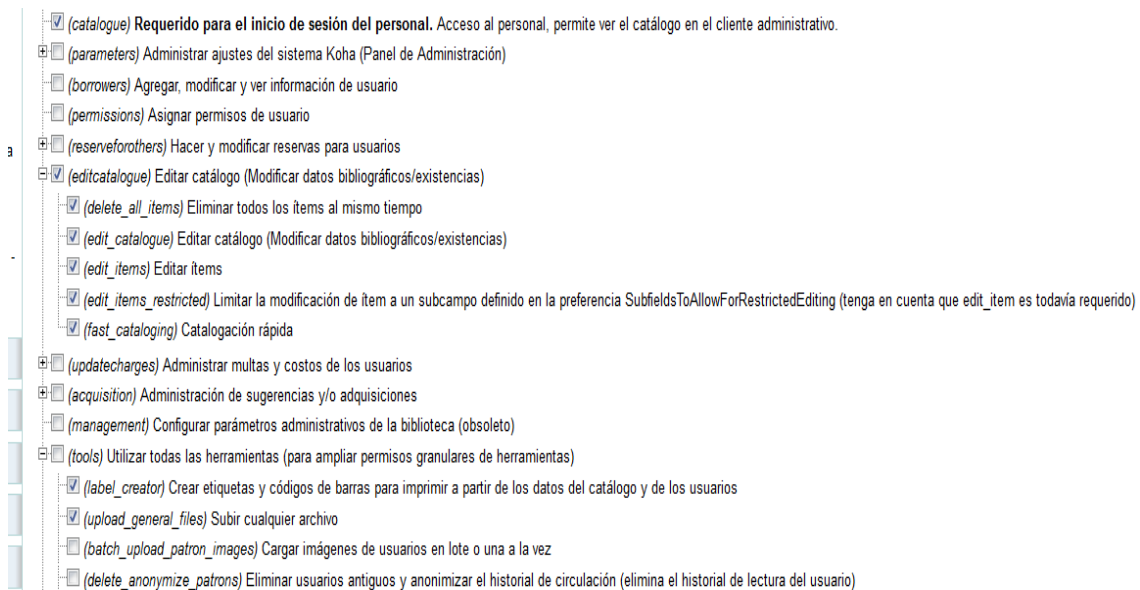 (catalogue) Requerido para el inicio de sesión del personal. Acceso al personal, permite ver el catálogo en el cliente administrativo.
(parameters) Administrar ajustes del sistema Koha (Panel de Administración)
(borrowers) Agregar, modificar y ver información de usuario
(permissions) Asignar permisos de usuario
a
(reserveforothers) Hacer y modificar reservas para usuarios
(editcatalogue) Editar catálogo (Modificar datos bibliográficos/existencias)
(delete_all_items) Eliminar todos los ítems al mismo tiempo
(edit_catalogue) Editar catálogo (Modificar datos bibliográficos/existencias)
-
(edit_items) Editar ítems
(edit_items_restricted) Limitar la modificación de ítem a un subcampo definido en la preferencia SubfieldsToAllowForRestrictedEditing (tenga en cuenta que edit_item es todavía requerido)
(fast_cataloging) Catalogación rápida
(updatecharges) Administrar multas y costos de los usuarios
(acquisition) Administración de sugerencias y/o adquisiciones
(management) Configurar parámetros administrativos de la biblioteca (obsoleto)
(tools) Utilizar todas las herramientas (para ampliar permisos granulares de herramientas)
(label_creator) Crear etiquetas y códigos de barras para imprimir a partir de los datos del catálogo y de los usuarios
(upload_general_files) Subir cualquier archivo
(batch_upload_patron_images) Cargar imágenes de usuarios en lote o una a la vez
(delete_anonymize_patrons) Eliminar usuarios antiguos y anonimizar el historial de circulación (elimina el historial de lectura del usuario)